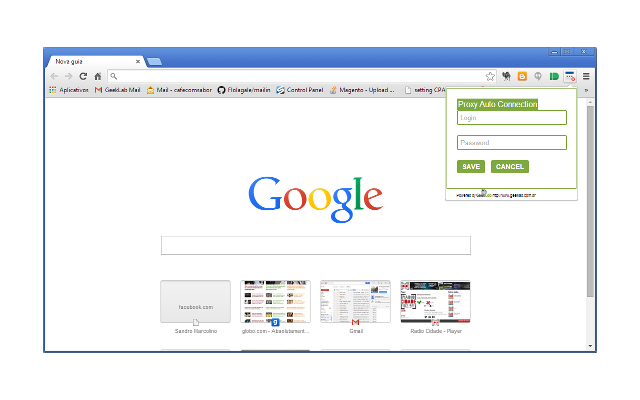 Nova guia
Aplicativos GeekLab Mail Mail - cafecomsabor Flolagale/mailin Control Panel Magento - Upload ... setting CPA »
Proxy Auto Connection
Login
Password
SAVE CANCEL
Powered by GeekLab http://www.geeklab.com.br
Google
facebook.com
Sandro Marcolino globo.com - Absolutament... Gmail Radio Cidade - Player